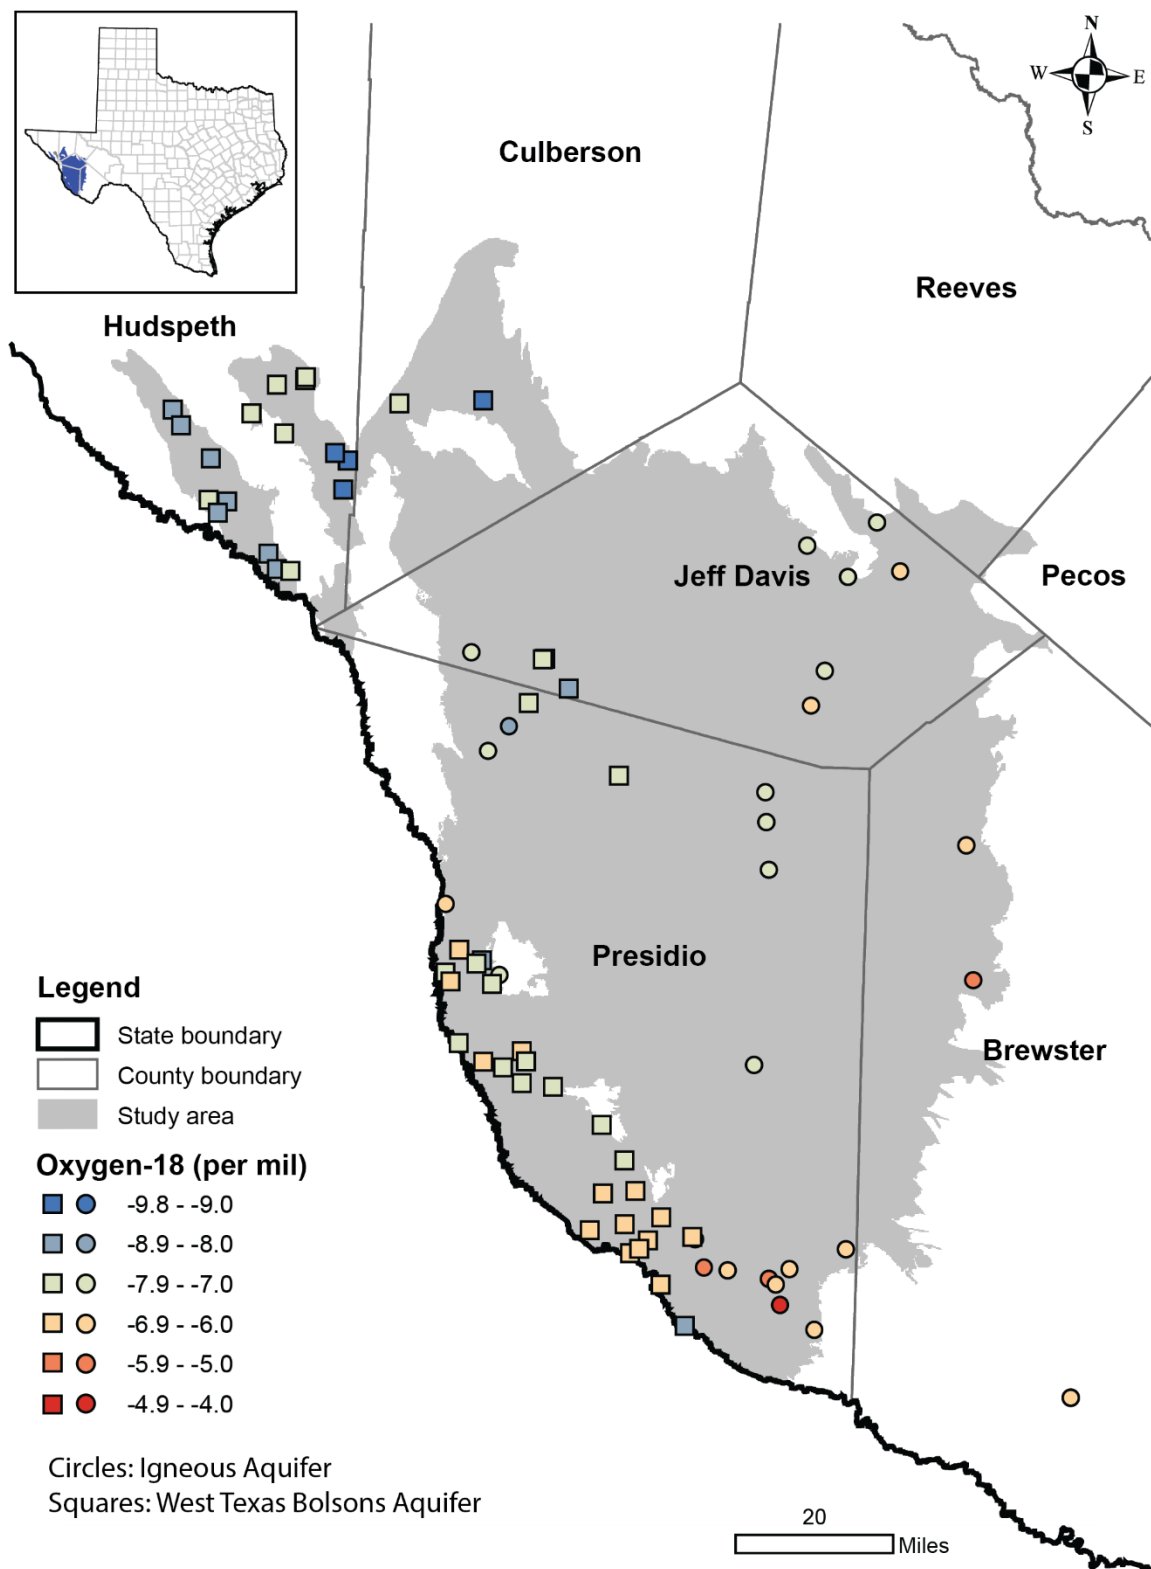 N
W E
S
Culberson
Reeves
Hudspeth
Jeff Davis
Pecos
Presidio
Brewster
Legend
State boundary
County boundary
Study area
Oxygen-18 (per mil)
-9.8 - -9.0
-8.9 - -8.0
-7.9 - -7.0
-6.9 - -6.0
-5.9 - -5.0
-4.9 - -4.0
Circles: Igneous Aquifer
Squares: West Texas Bolsons Aquifer
20
Miles